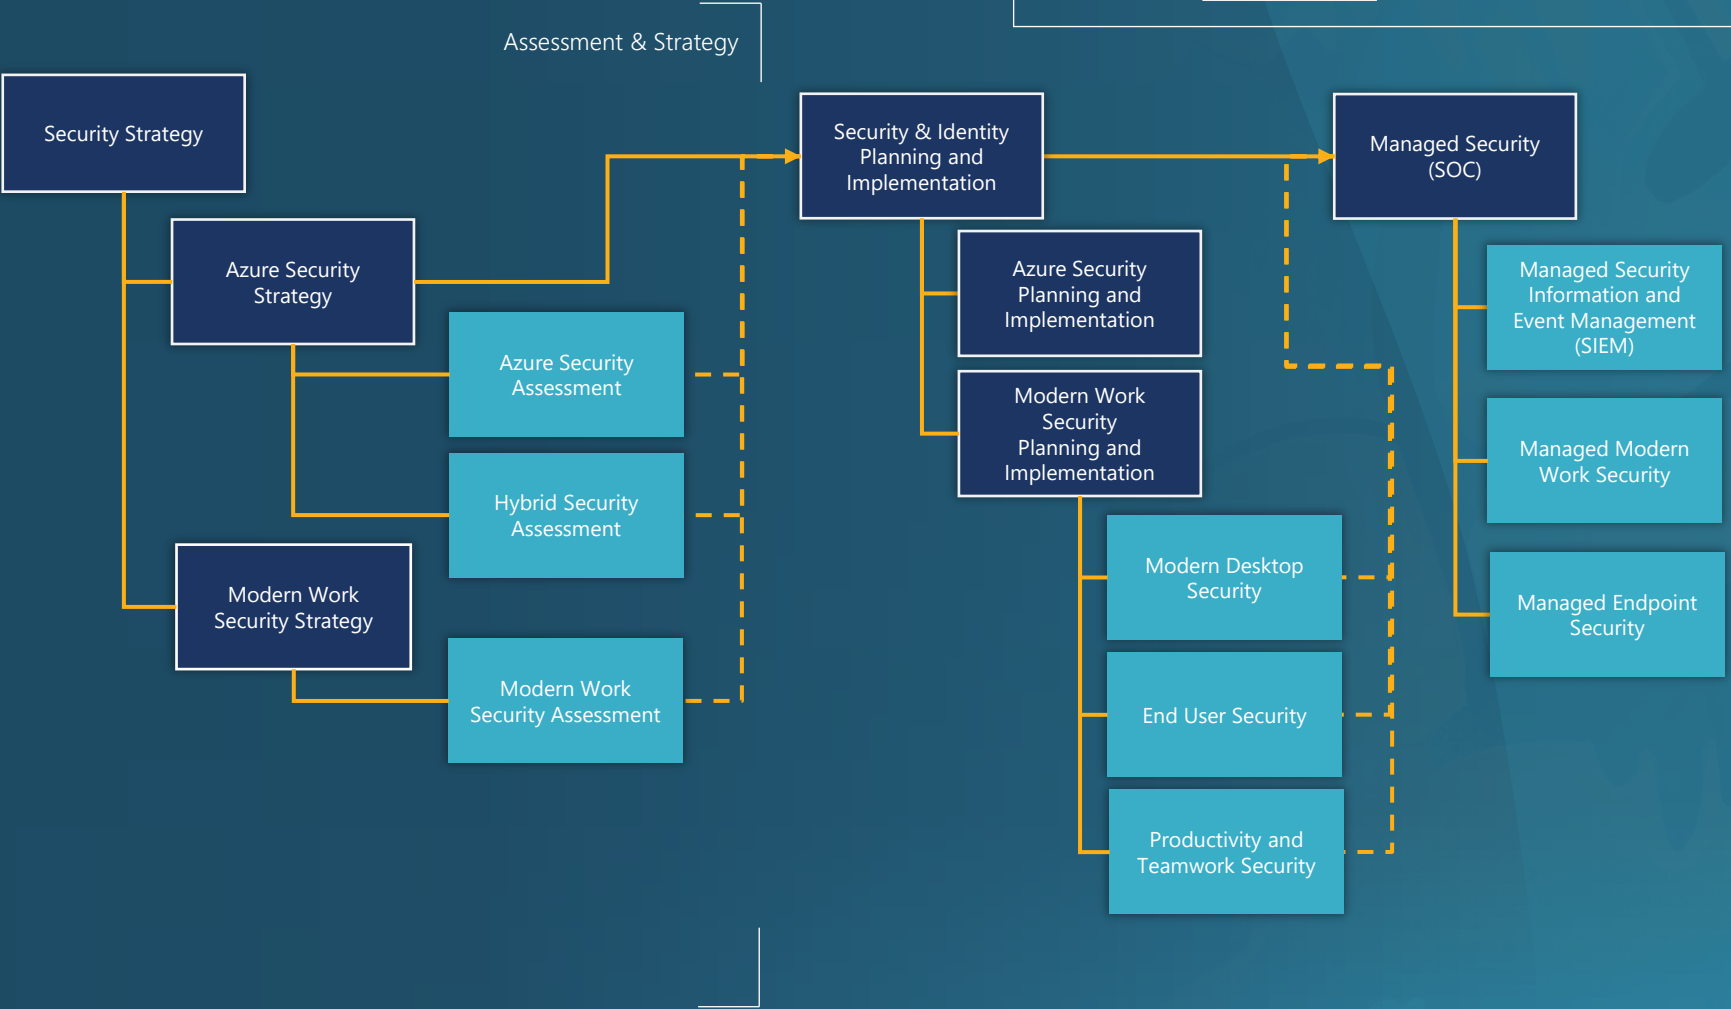 Assessment & Strategy
Security Strategy
Azure Security
Strategy
Azure Security
Assessment
Hybrid Security
Assessment
Modern Work
Security Strategy
Modern Work
Security Assessment
Security & Identity
Planning and
Implementation
Azure Security
Planning and
Implementation
Modern Work
Security
Planning and
Implementation
Modern Desktop
Security
End User Security
Productivity and
Teamwork Security
Managed Security
(SOC)
Managed Security
Information and
Event Management
(SIEM)
Managed Modern
Work Security
Managed Endpoint
Security